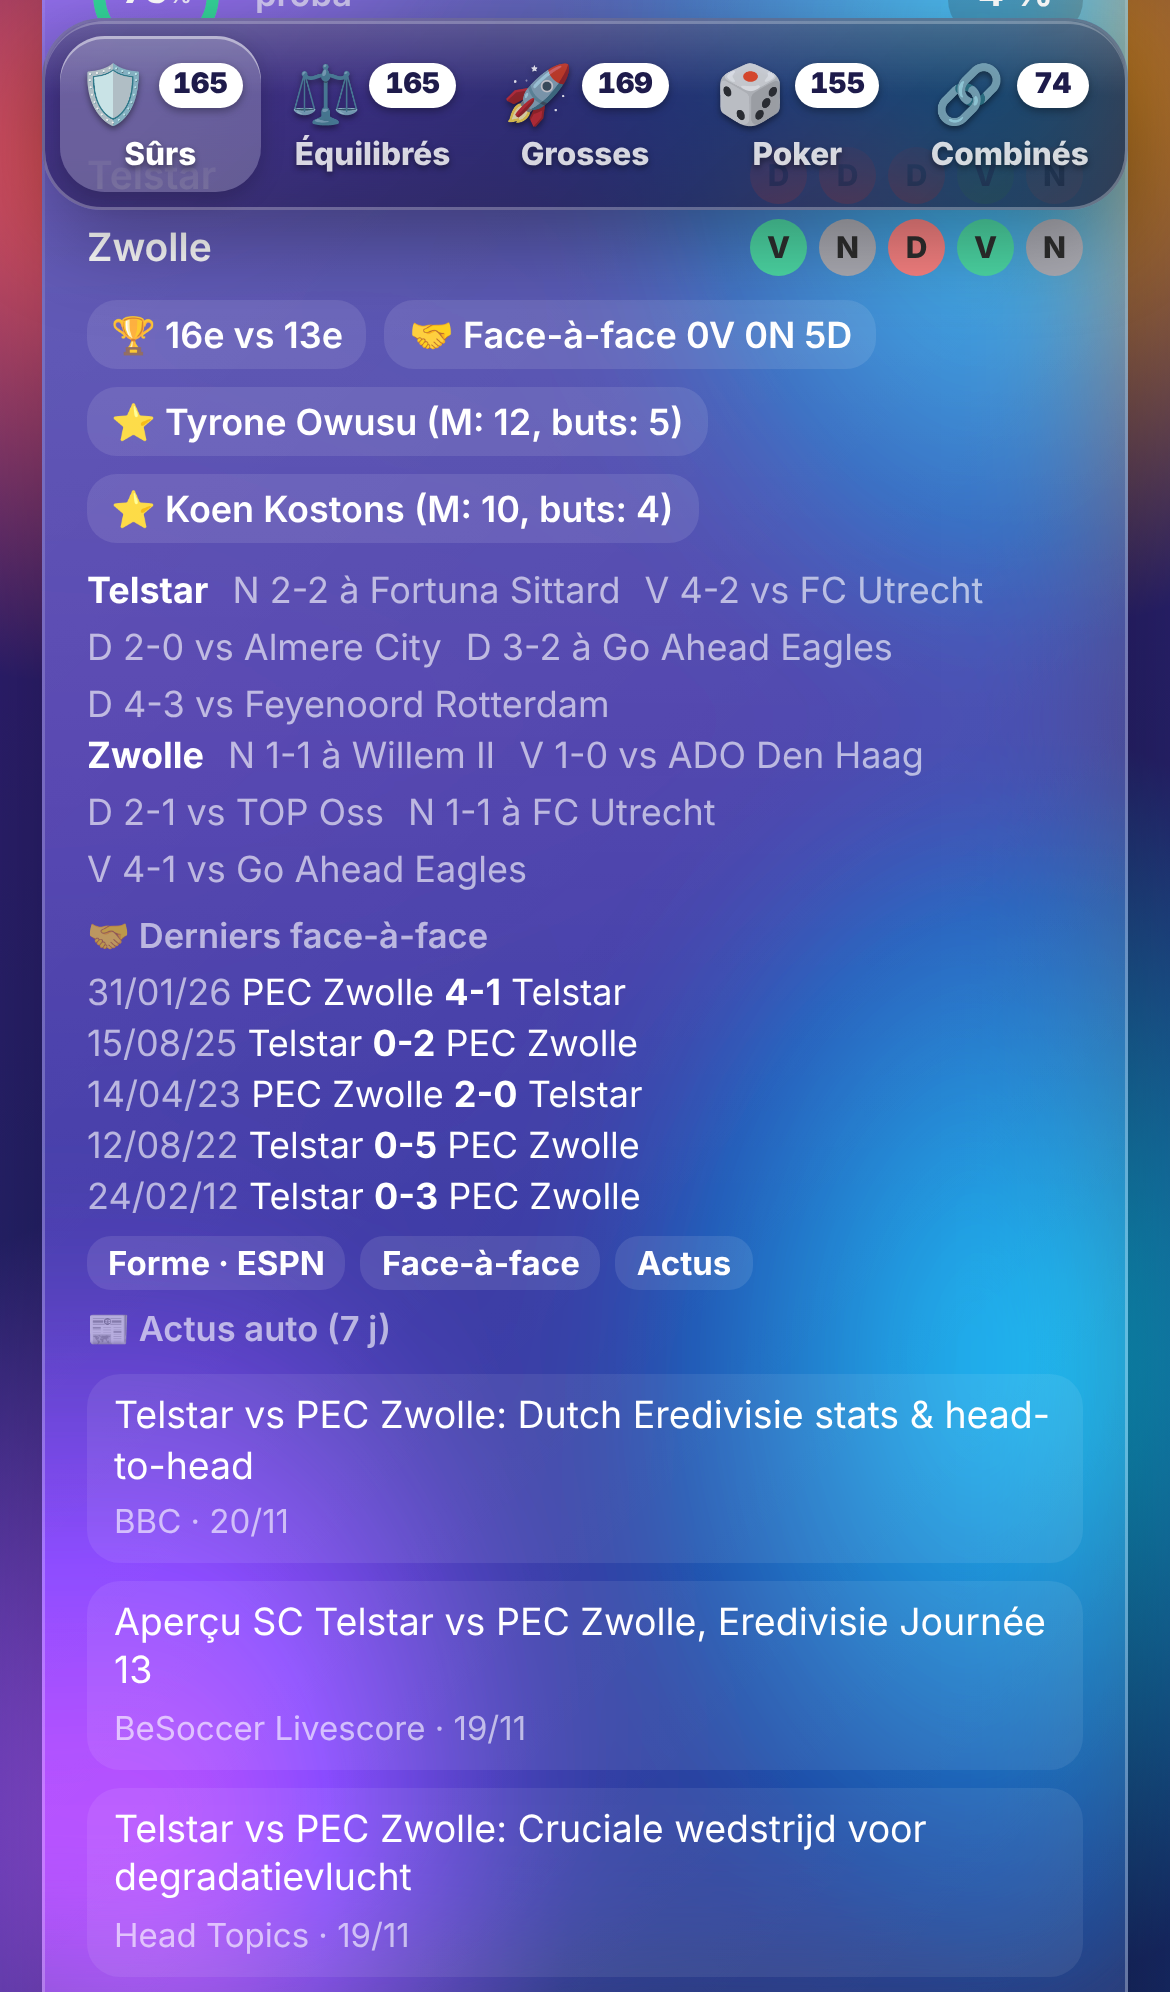 proba
🛡️ 165
Sûrs
⚖️ 165
Équilibrés
🚀 169
Grosses
🎲 155
Poker
🔗 74
Combinés
Telstar D D D V N
Zwolle V N D V N
🏆 16e vs 13e 🤝 Face-à-face 0V 0N 5D
⭐ Tyrone Owusu (M: 12, buts: 5)
⭐ Koen Kostons (M: 10, buts: 4)
Telstar N 2-2 à Fortuna Sittard V 4-2 vs FC Utrecht
D 2-0 vs Almere City D 3-2 à Go Ahead Eagles
D 4-3 vs Feyenoord Rotterdam
Zwolle N 1-1 à Willem II V 1-0 vs ADO Den Haag
D 2-1 vs TOP Oss N 1-1 à FC Utrecht
V 4-1 vs Go Ahead Eagles
🤝 Derniers face-à-face
31/01/26 PEC Zwolle 4-1 Telstar
15/08/25 Telstar 0-2 PEC Zwolle
14/04/23 PEC Zwolle 2-0 Telstar
12/08/22 Telstar 0-5 PEC Zwolle
24/02/12 Telstar 0-3 PEC Zwolle
Forme · ESPN Face-à-face Actus
📰 Actus auto (7 j)
Telstar vs PEC Zwolle: Dutch Eredivisie stats & head-
to-head
BBC · 20/11
Aperçu SC Telstar vs PEC Zwolle, Eredivisie Journée
13
BeSoccer Livescore · 19/11
Telstar vs PEC Zwolle: Cruciale wedstrijd voor
degradatievlucht
Head Topics · 19/11